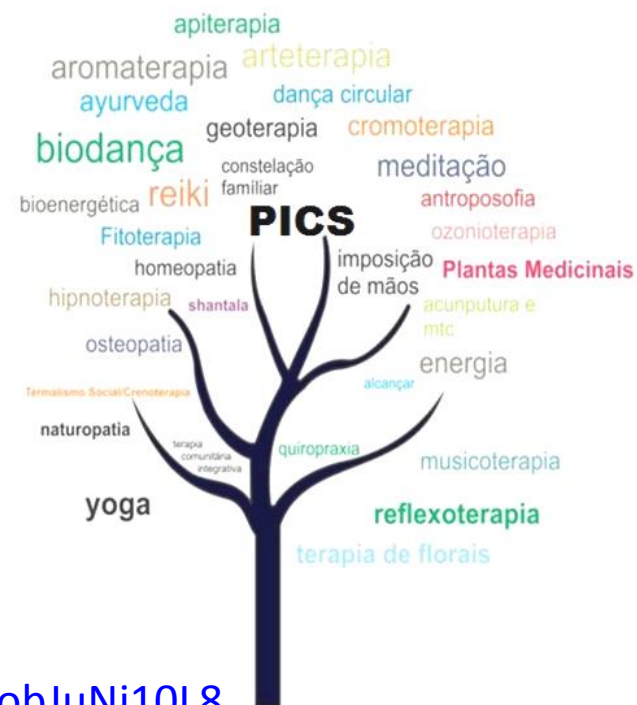 apiterapia
arteterapia
aromaterapia
ayurveda
dança circular
geoterapia
cromoterapia
biodança
constelação
familiar
meditação
reiki
bioenergética
antroposofia
PICS
Fitoterapia
ozonioterapia
homeopatia
imposição
de mãos
Plantas Medicinais
hipnoterapia
shantala
acunputura e
mtc
osteopatia
energia
alcançar
Termalismo Social/Crenoterapia
naturopatia
terapia
comunitária
integrativa
quiropraxia
musicoterapia
yoga
reflexoterapia
terapia de florais